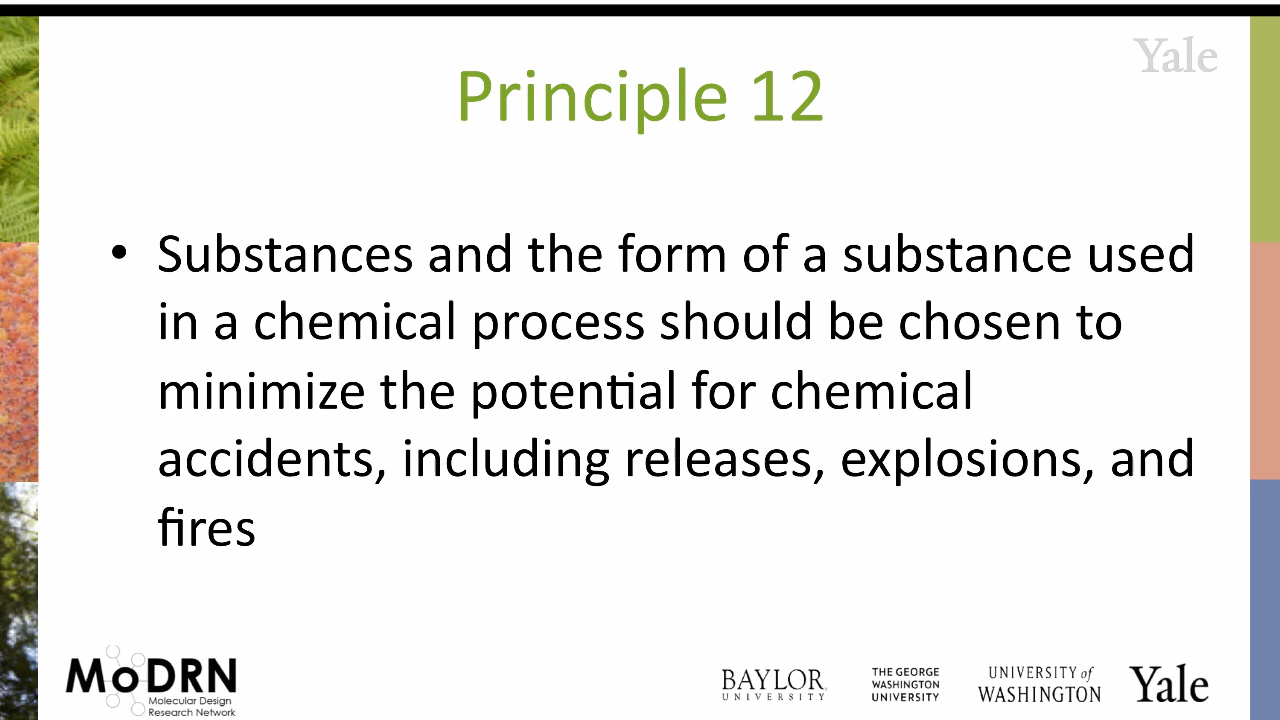 Yale
Principle 12
• Substances and the form of a substance used
in a chemical process should be chosen to
minimize the potential for chemical
accidents, including releases, explosions, and
fires
MoDRN
Molecular Design
Research Network
BAYLOR
UNIVERSITY
THE GEORGE
WASHINGTON
UNIVERSITY
UNIVERSITY of
WASHINGTON
Yale